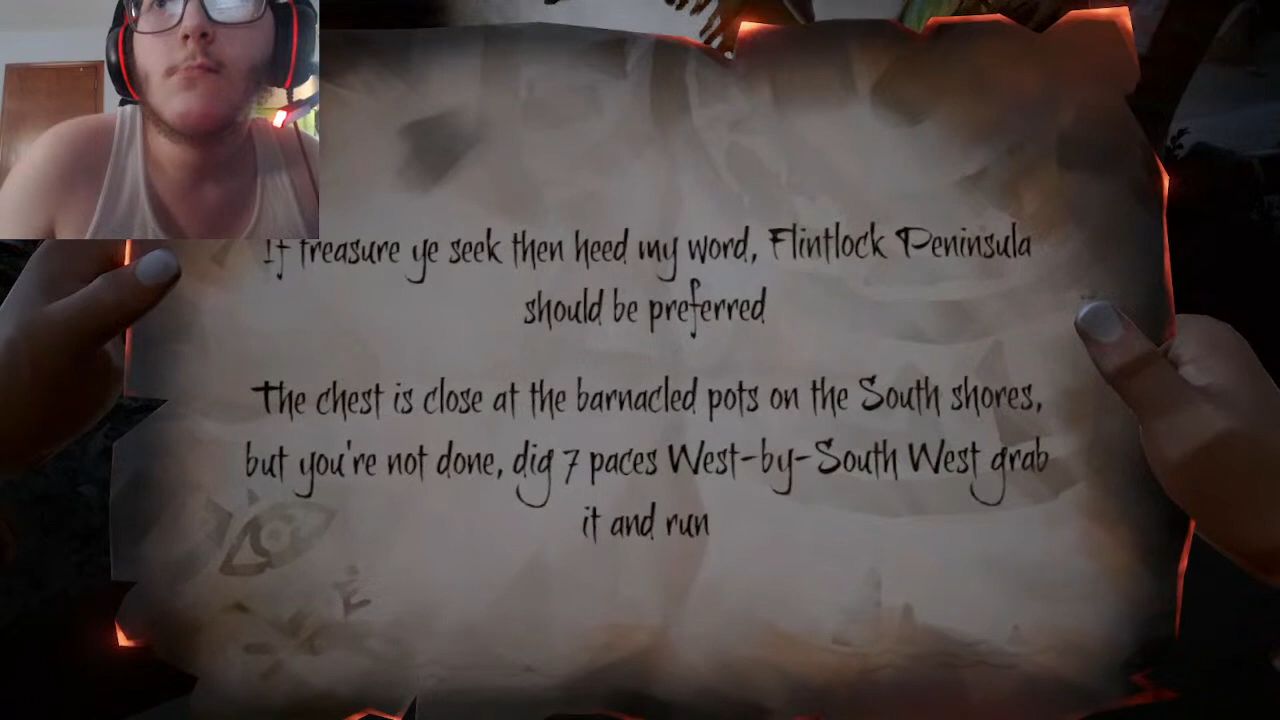 If treasure ye seek then heed my word, Flintlock Peninsula
should be preferred
The chest is close at the barnacled pots on the South shores,
but you're not done, dig 7 paces West-by-South West grab
it and run